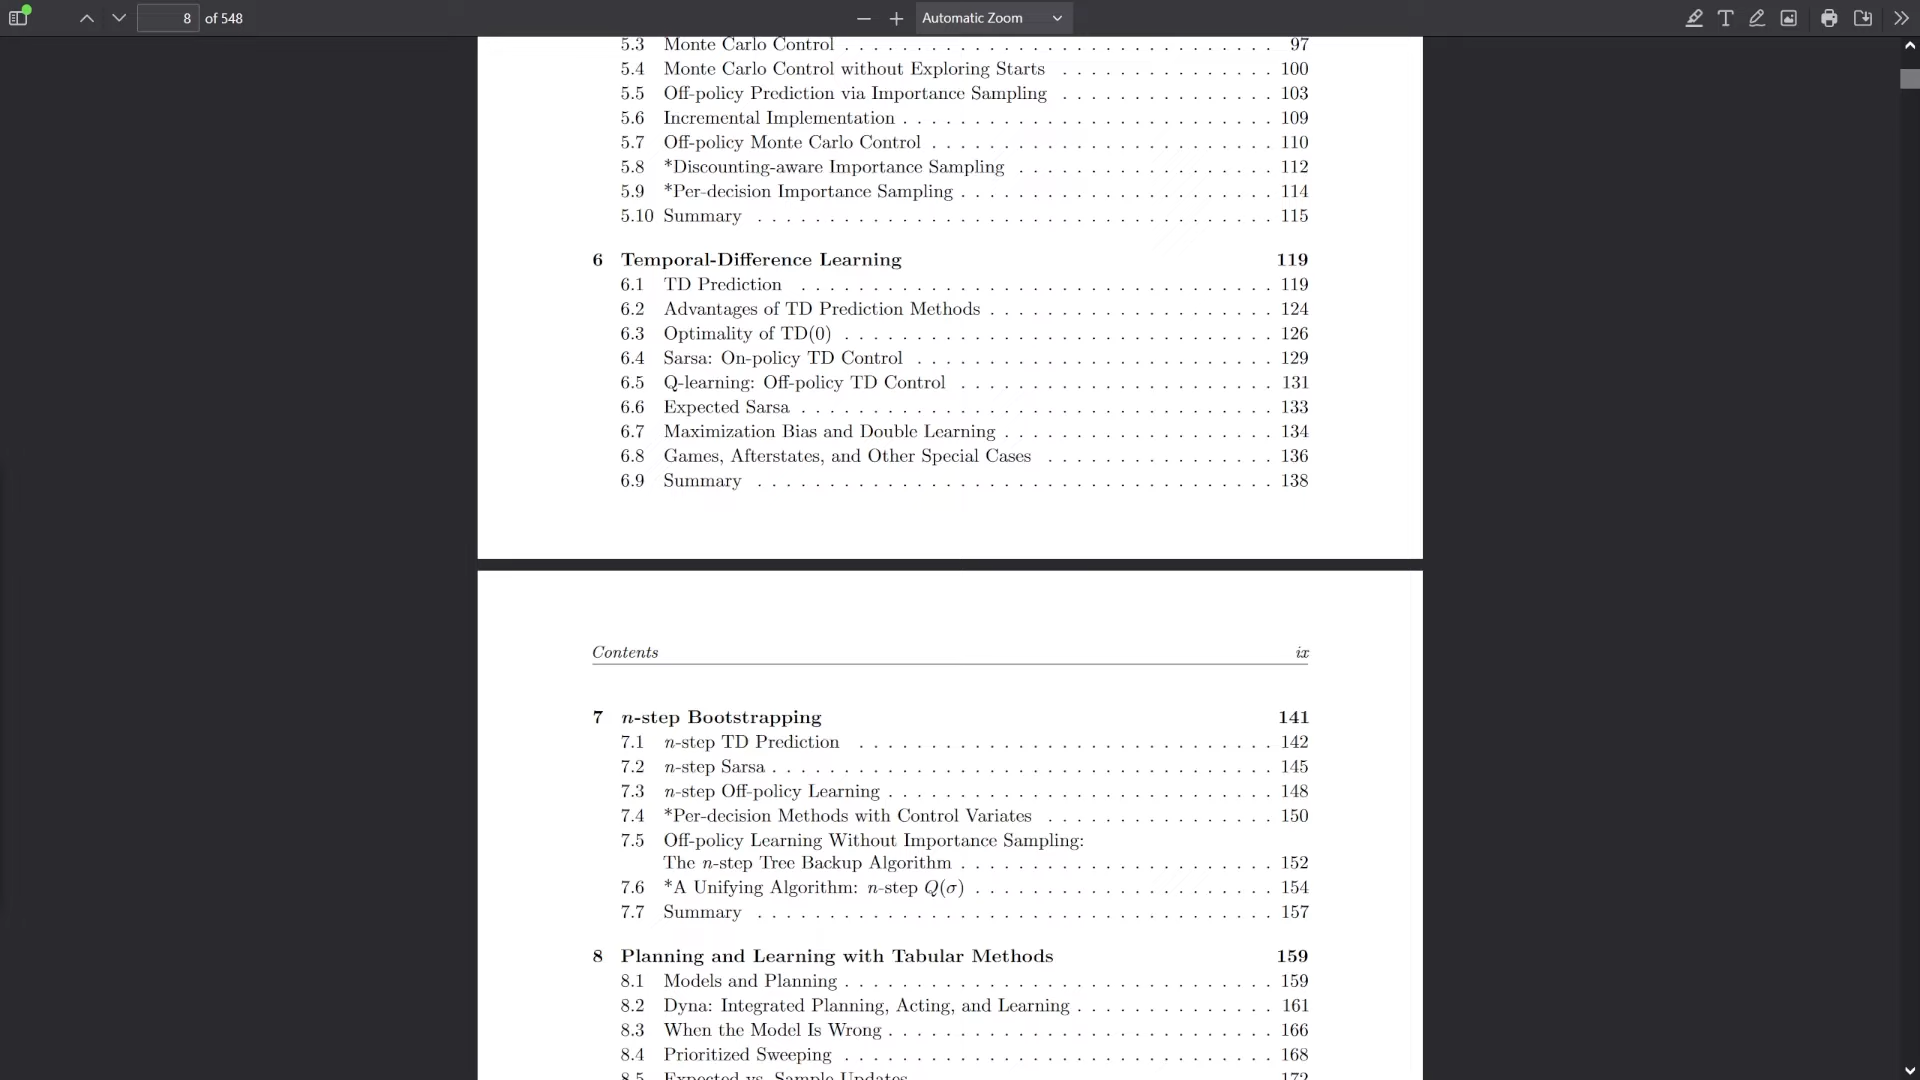 8 of 548 Automatic Zoom
5.3 Monte Carlo Control . . . . . . . . . . . . . . . . . . . . . . . . . . . . . . 97
5.4 Monte Carlo Control without Exploring Starts . . . . . . . . . . . . . . . 100
5.5 Off-policy Prediction via Importance Sampling . . . . . . . . . . . . . . . 103
5.6 Incremental Implementation . . . . . . . . . . . . . . . . . . . . . . . . . . 109
5.7 Off-policy Monte Carlo Control . . . . . . . . . . . . . . . . . . . . . . . . 110
5.8 *Discounting-aware Importance Sampling . . . . . . . . . . . . . . . . . . 112
5.9 *Per-decision Importance Sampling . . . . . . . . . . . . . . . . . . . . . . 114
5.10 Summary . . . . . . . . . . . . . . . . . . . . . . . . . . . . . . . . . . . . 115
6 Temporal-Difference Learning 119
6.1 TD Prediction . . . . . . . . . . . . . . . . . . . . . . . . . . . . . . . . . 119
6.2 Advantages of TD Prediction Methods . . . . . . . . . . . . . . . . . . . . 124
6.3 Optimality of TD(0) . . . . . . . . . . . . . . . . . . . . . . . . . . . . . . 126
6.4 Sarsa: On-policy TD Control . . . . . . . . . . . . . . . . . . . . . . . . . 129
6.5 Q-learning: Off-policy TD Control . . . . . . . . . . . . . . . . . . . . . . 131
6.6 Expected Sarsa . . . . . . . . . . . . . . . . . . . . . . . . . . . . . . . . . 133
6.7 Maximization Bias and Double Learning . . . . . . . . . . . . . . . . . . . 134
6.8 Games, Afterstates, and Other Special Cases . . . . . . . . . . . . . . . . 136
6.9 Summary . . . . . . . . . . . . . . . . . . . . . . . . . . . . . . . . . . . . 138
Contents ix
7 n-step Bootstrapping 141
7.1 n-step TD Prediction . . . . . . . . . . . . . . . . . . . . . . . . . . . . . 142
7.2 n-step Sarsa . . . . . . . . . . . . . . . . . . . . . . . . . . . . . . . . . . . 145
7.3 n-step Off-policy Learning . . . . . . . . . . . . . . . . . . . . . . . . . . . 148
7.4 *Per-decision Methods with Control Variates . . . . . . . . . . . . . . . . 150
7.5 Off-policy Learning Without Importance Sampling:
The n-step Tree Backup Algorithm . . . . . . . . . . . . . . . . . . . . . . 152
7.6 *A Unifying Algorithm: n-step Q(σ) . . . . . . . . . . . . . . . . . . . . . 154
7.7 Summary . . . . . . . . . . . . . . . . . . . . . . . . . . . . . . . . . . . . 157
8 Planning and Learning with Tabular Methods 159
8.1 Models and Planning . . . . . . . . . . . . . . . . . . . . . . . . . . . . . . 159
8.2 Dyna: Integrated Planning, Acting, and Learning . . . . . . . . . . . . . . 161
8.3 When the Model Is Wrong . . . . . . . . . . . . . . . . . . . . . . . . . . . 166
8.4 Prioritized Sweeping . . . . . . . . . . . . . . . . . . . . . . . . . . . . . . 168
8.5 Expected vs. Sample Updates . . . . . . . . . . . . . . . . . . . . . . . . . 172